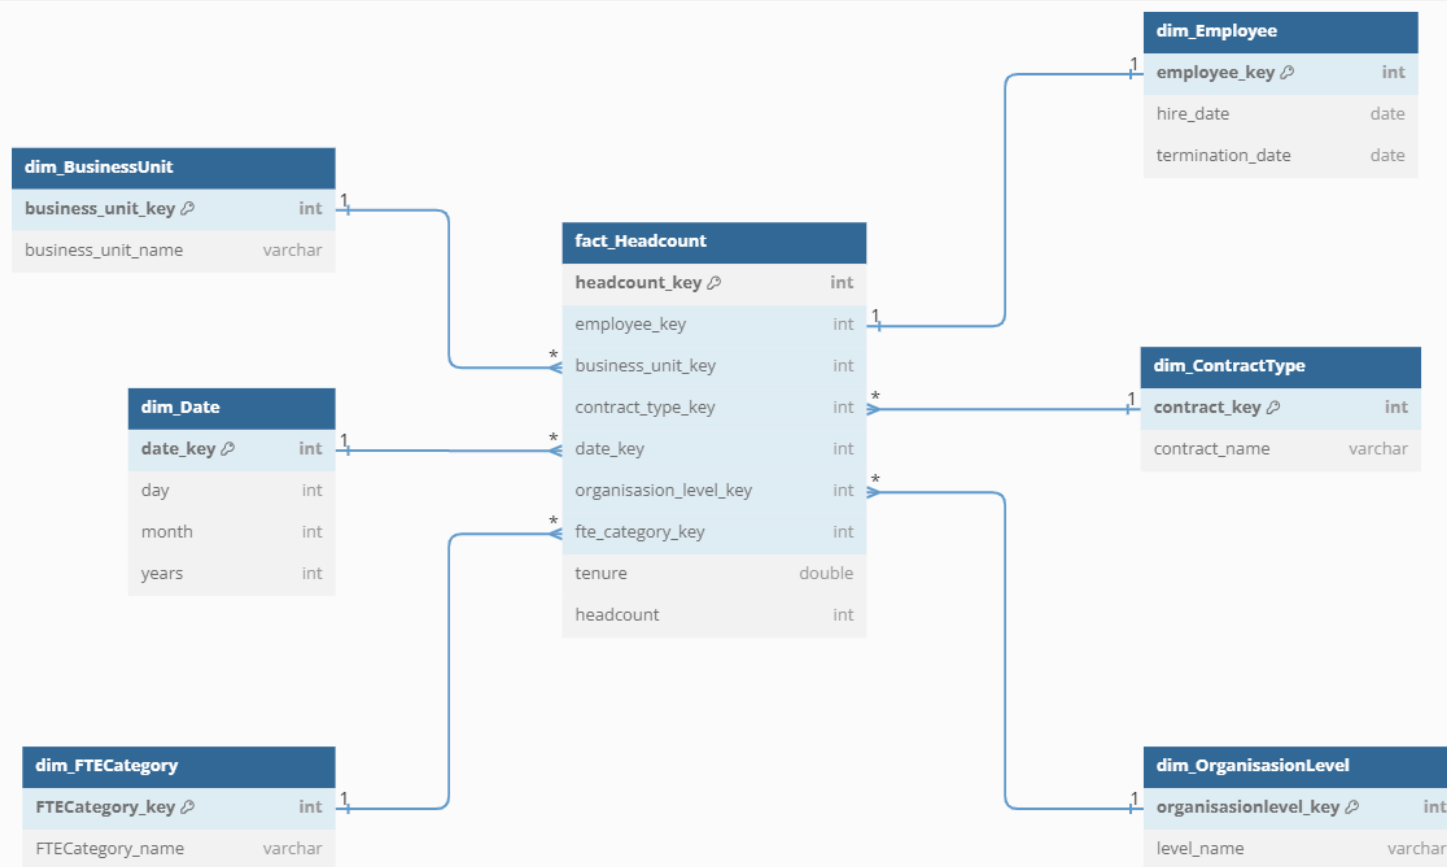 dim_Employee
employee_key int
hire_date date
termination_date date
1
dim_BusinessUnit
business_unit_key int
business_unit_name varchar
1
fact_Headcount
headcount_key int
employee_key int
business_unit_key int
contract_type_key int
date_key int
organisasion_level_key int
fte_category_key int
tenure double
headcount int
1
*
*
*
*
*
dim_ContractType
contract_key int
contract_name varchar
1
dim_Date
date_key int
day int
month int
years int
1
dim_FTECategory
FTECategory_key int
FTECategory_name varchar
1
dim_OrganisasionLevel
organisasionlevel_key int
level_name varchar
1